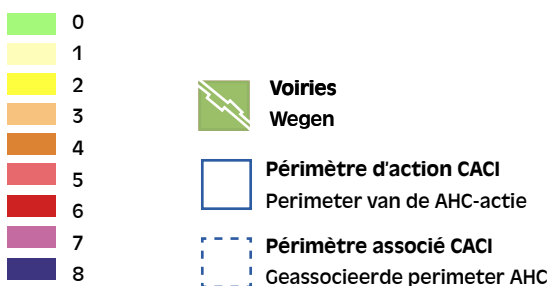 0
1
2
3
4
5
6
7
8
Voiries
Wegen
Périmètre d'action CACI
Perimeter van de AHC-actie
Périmètre associé CACI
Geassocieerde perimeter AHC